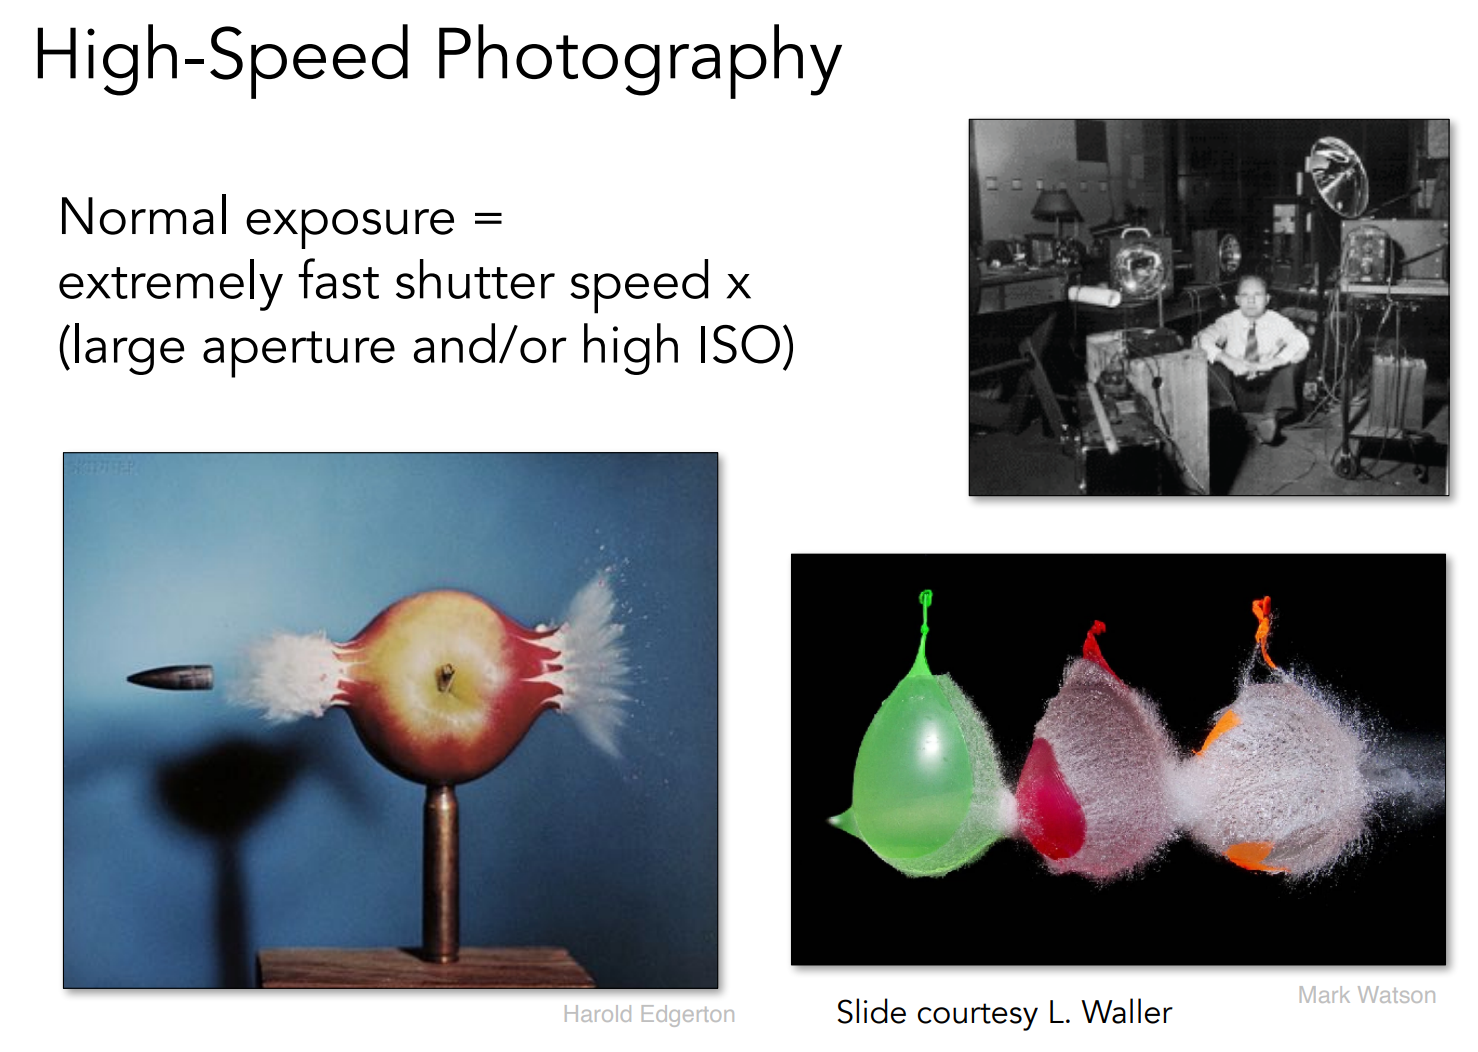 High-Speed Photography
Normal exposure =
extremely fast shutter speed x
(large aperture and/or high ISO)
Harold Edgerton
Slide courtesy L. Waller
Mark Watson